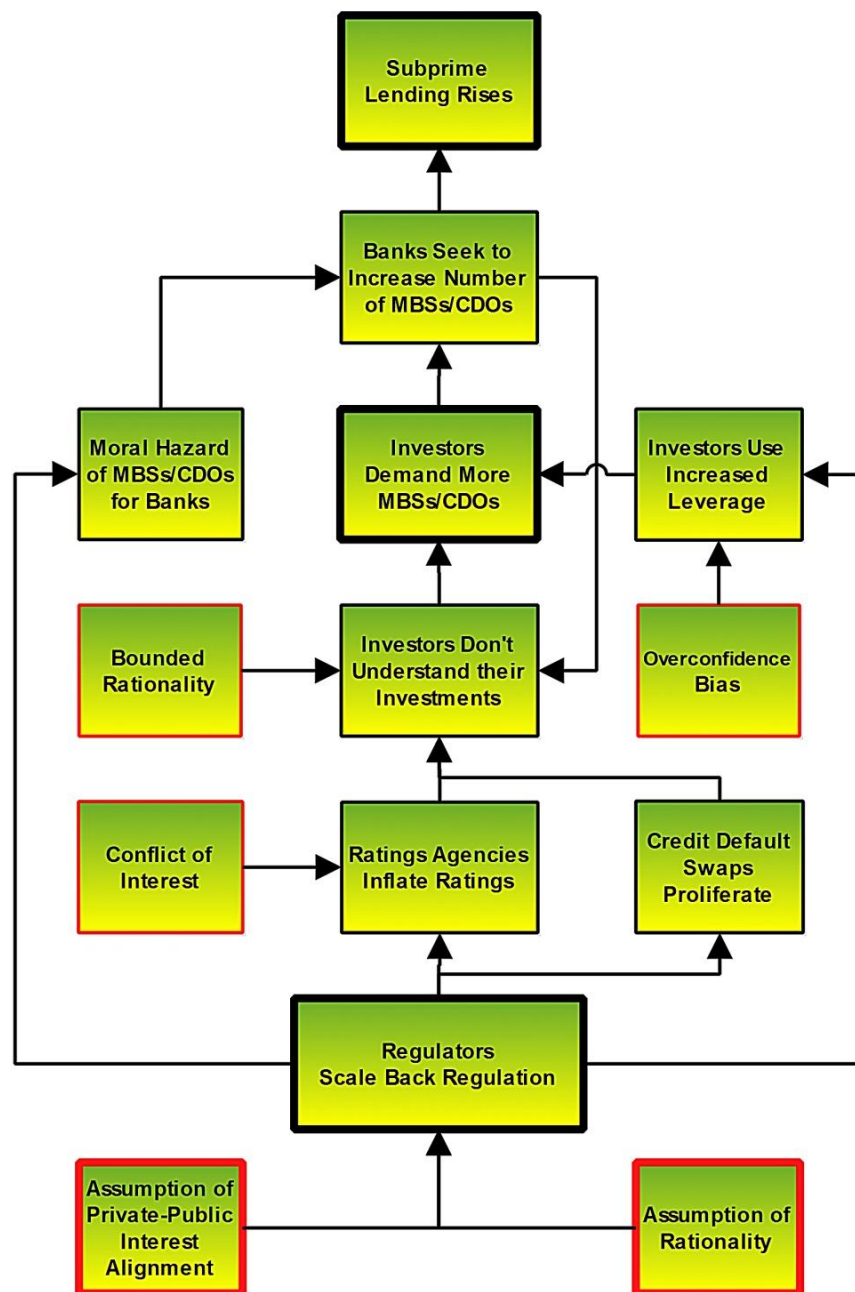 Subprime
Lending Rises
Banks Seek to
Increase Number
of MBSs/CDOs
Moral Hazard
of MBSs/CDOs
for Banks
Investors
Demand More
MBSs/CDOs
Investors Use
Increased
Leverage
Bounded
Rationality
Investors Don't
Understand their
Investments
Overconfidence
Bias
Conflict of
Interest
Ratings Agencies
Inflate Ratings
Credit Default
Swaps
Proliferate
Regulators
Scale Back Regulation
Assumption of
Private-Public
Interest
Alignment
Assumption of
Rationality